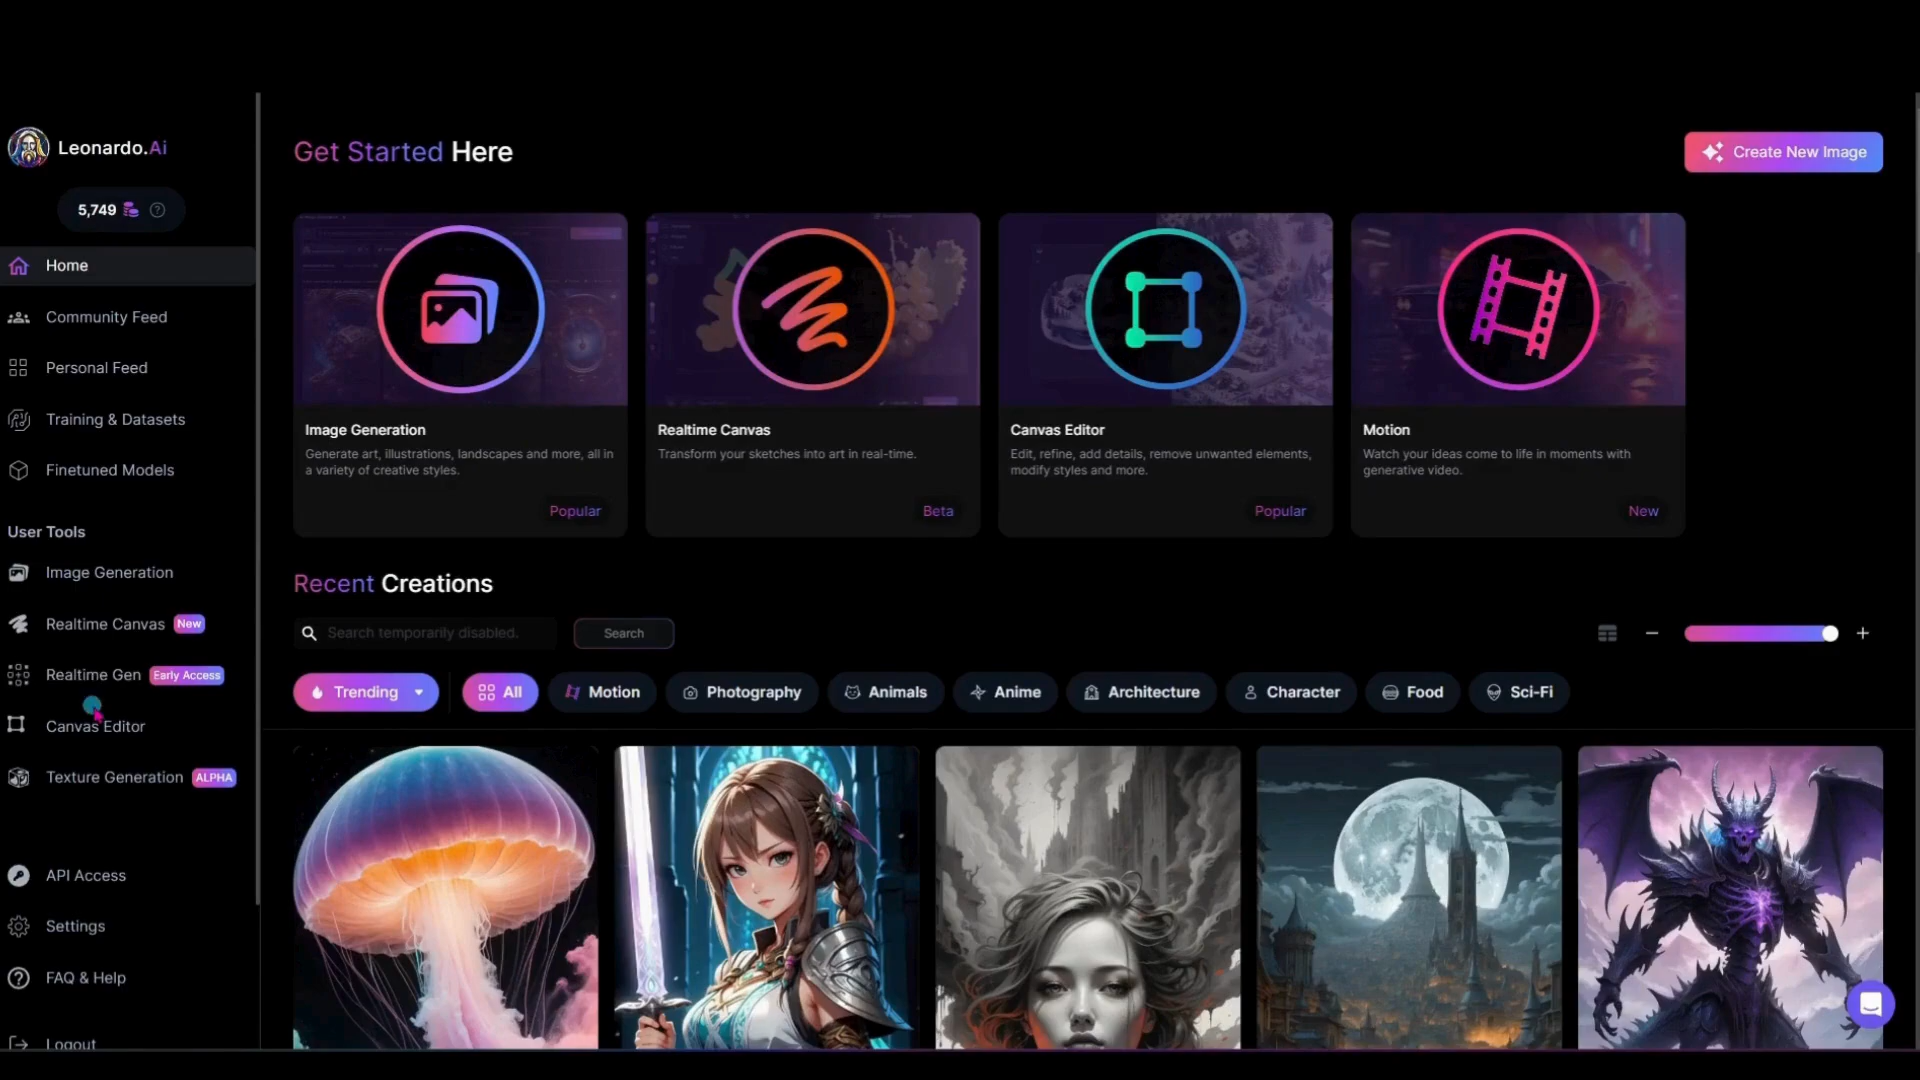 Leonardo.Ai
5,749
Home
Community Feed
Personal Feed
Training & Datasets
Finetuned Models
User Tools
Image Generation
Realtime Canvas New
Realtime Gen Early Access
Canvas Editor
Texture Generation ALPHA
API Access
Settings
FAQ & Help
Logout
Get Started Here
Create New Image
Image Generation
Generate art, illustrations, landscapes and more, all in
a variety of creative styles.
Popular
Realtime Canvas
Transform your sketches into art in real-time.
Beta
Canvas Editor
Edit, refine, add details, remove unwanted elements,
modify styles and more.
Popular
Motion
Watch your ideas come to life in moments with
generative video.
New
Recent Creations
Search temporarily disabled.
Search
Trending
All
Motion
Photography
Animals
Anime
Architecture
Character
Food
Sci-Fi